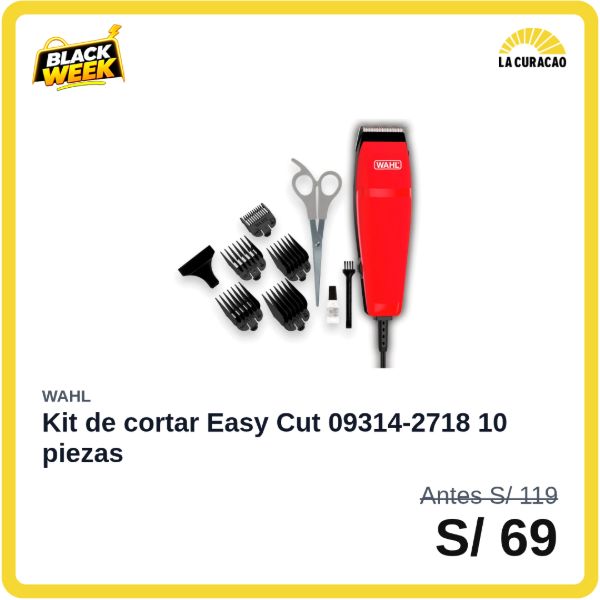 BLACK
WEEK
LA CURACAO
WAHL
WAHL
Kit de cortar Easy Cut 09314-2718 10
piezas
Antes S/ 119
S/ 69